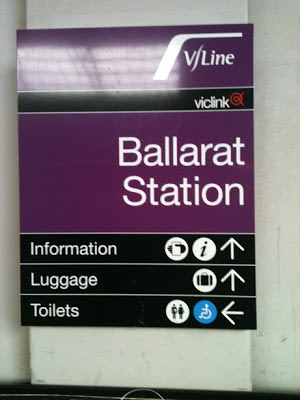 V/Line
viclink
Ballarat
Station
Information i
Luggage
Toilets